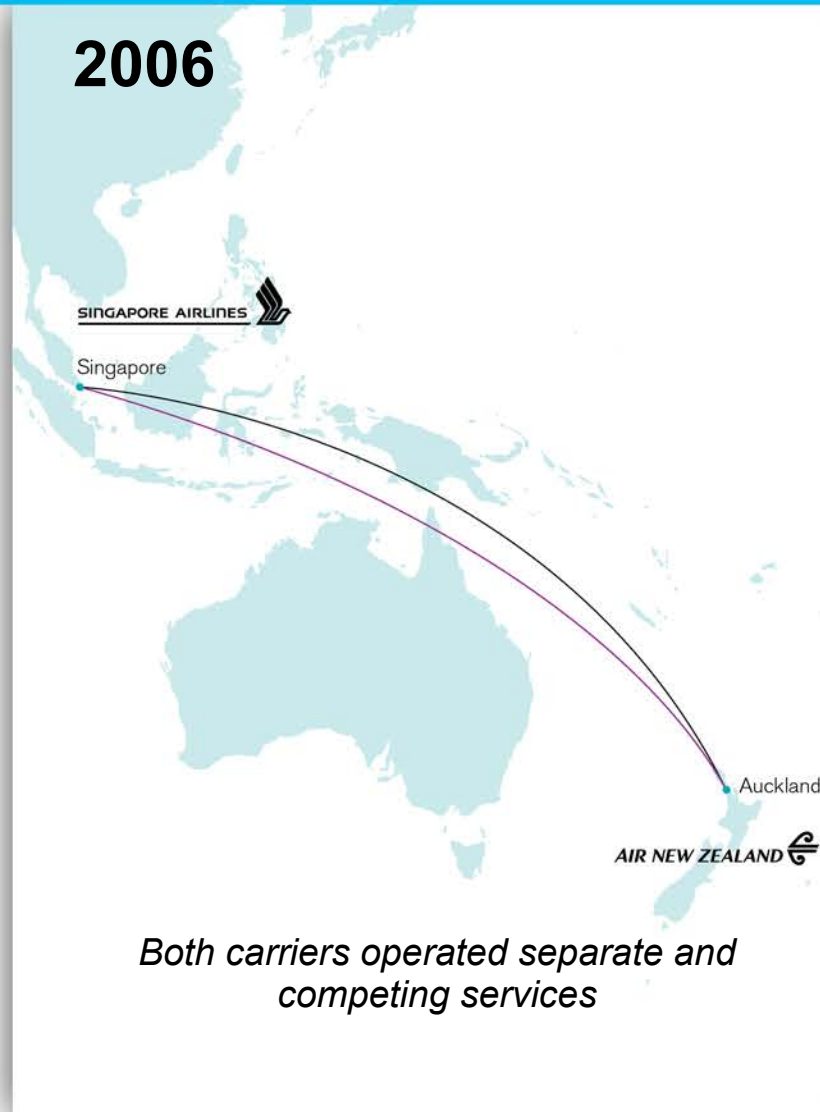 2006
SINGAPORE AIRLINES
Singapore
Auckland
AIR NEW ZEALAND
Both carriers operated separate and
competing services